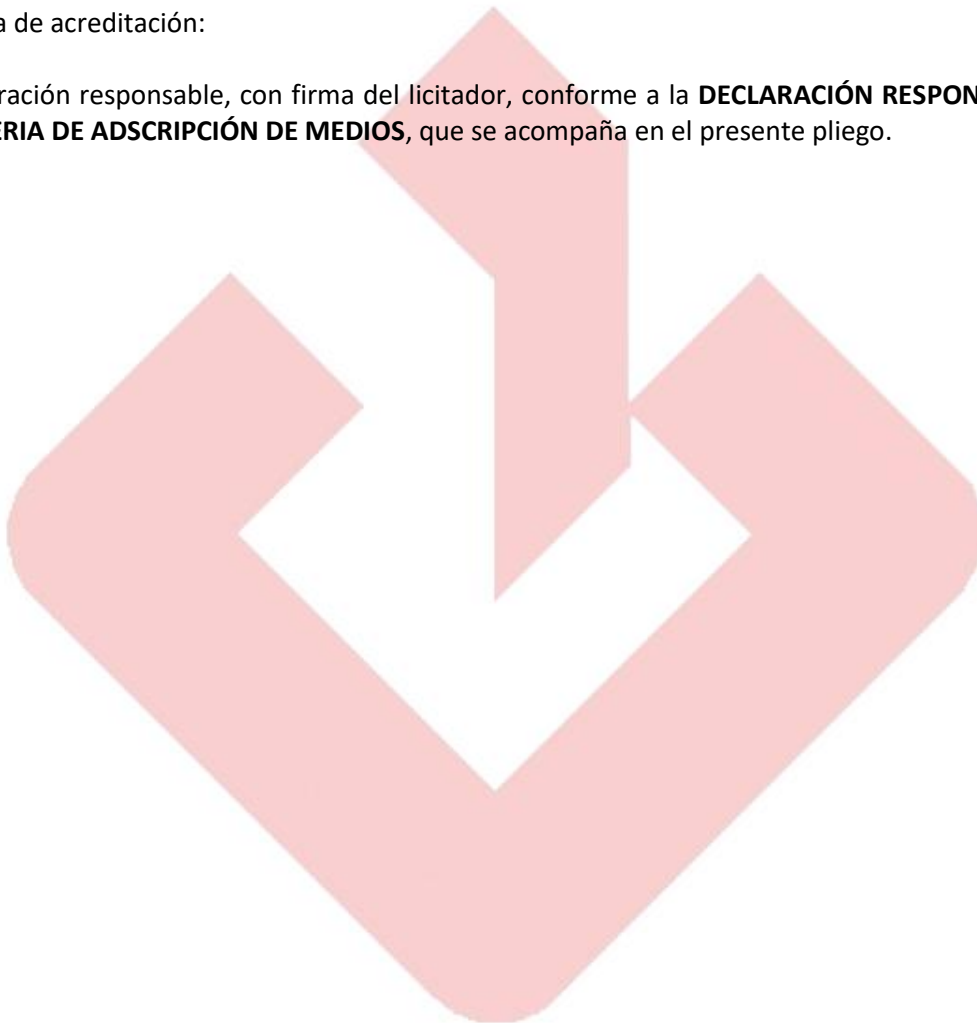 a de acreditación:
ración responsable, con firma del licitador, conforme a la DECLARACIÓN RESPON
ERIA DE ADSCRIPCIÓN DE MEDIOS, que se acompaña en el presente pliego.